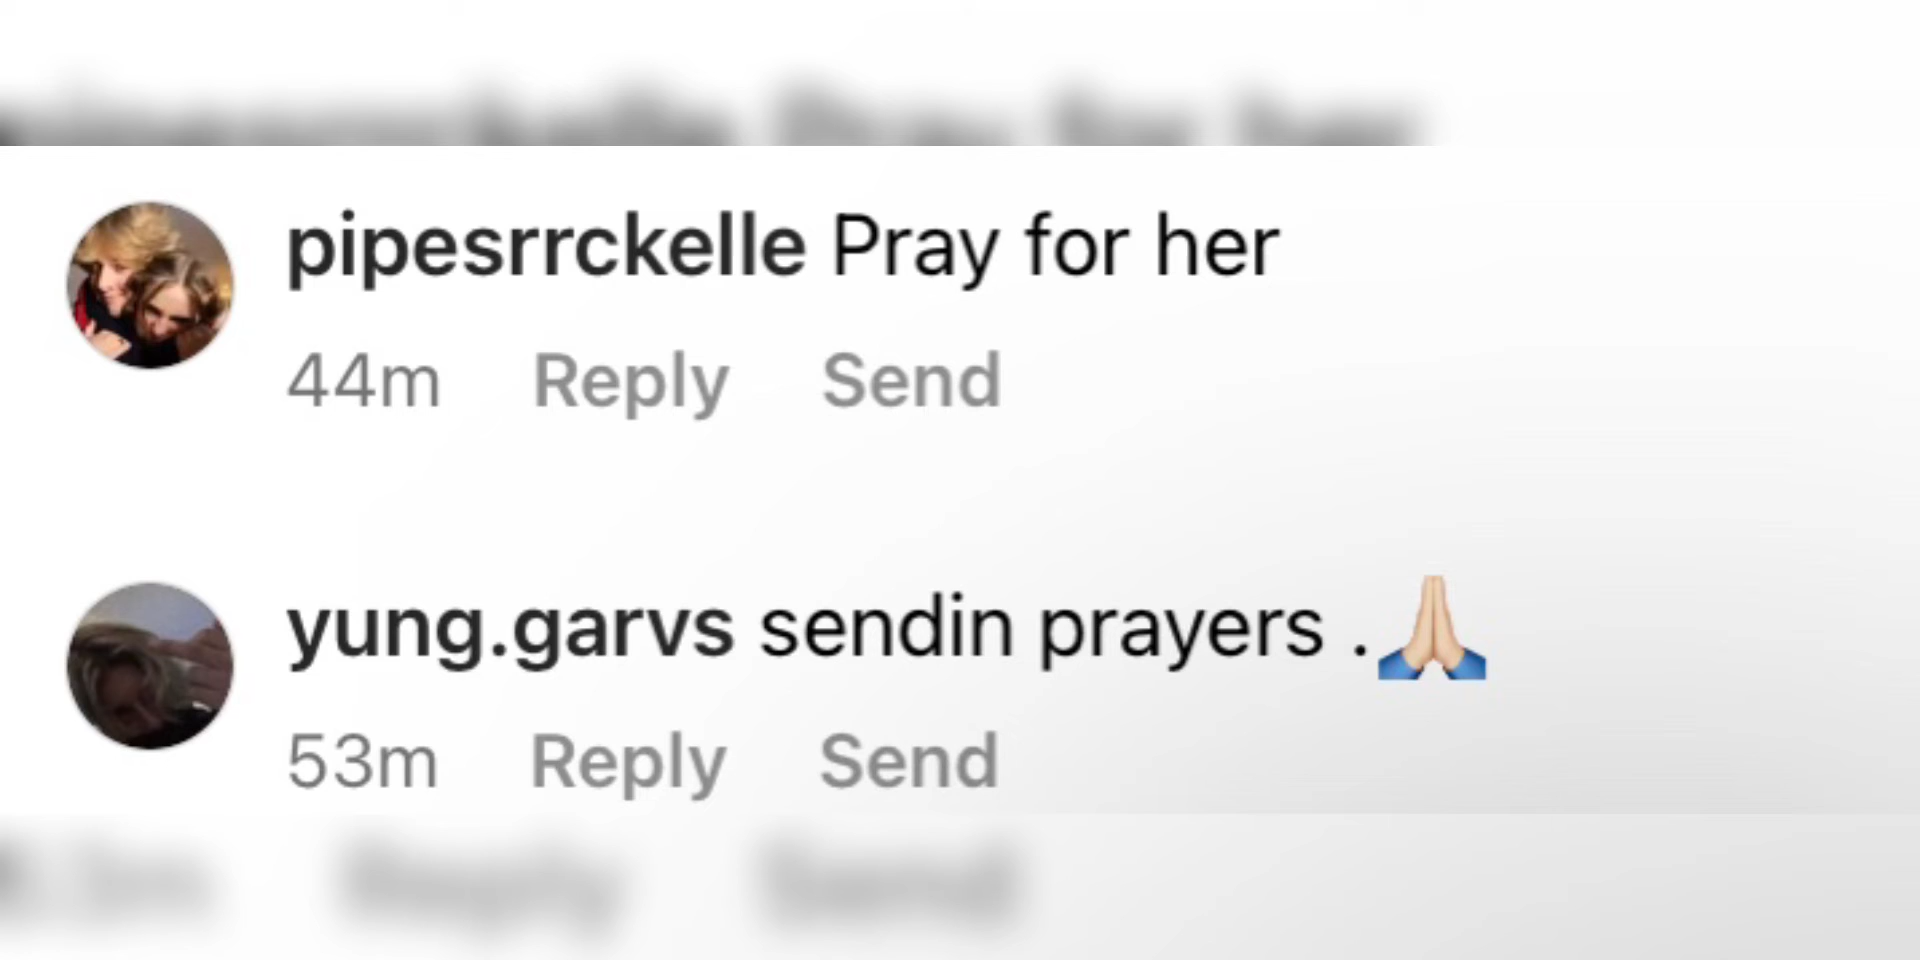 pipesrrckelle Pray for her
44m Reply Send
yung.garvs sendin prayers .🙏🏼
53m Reply Send